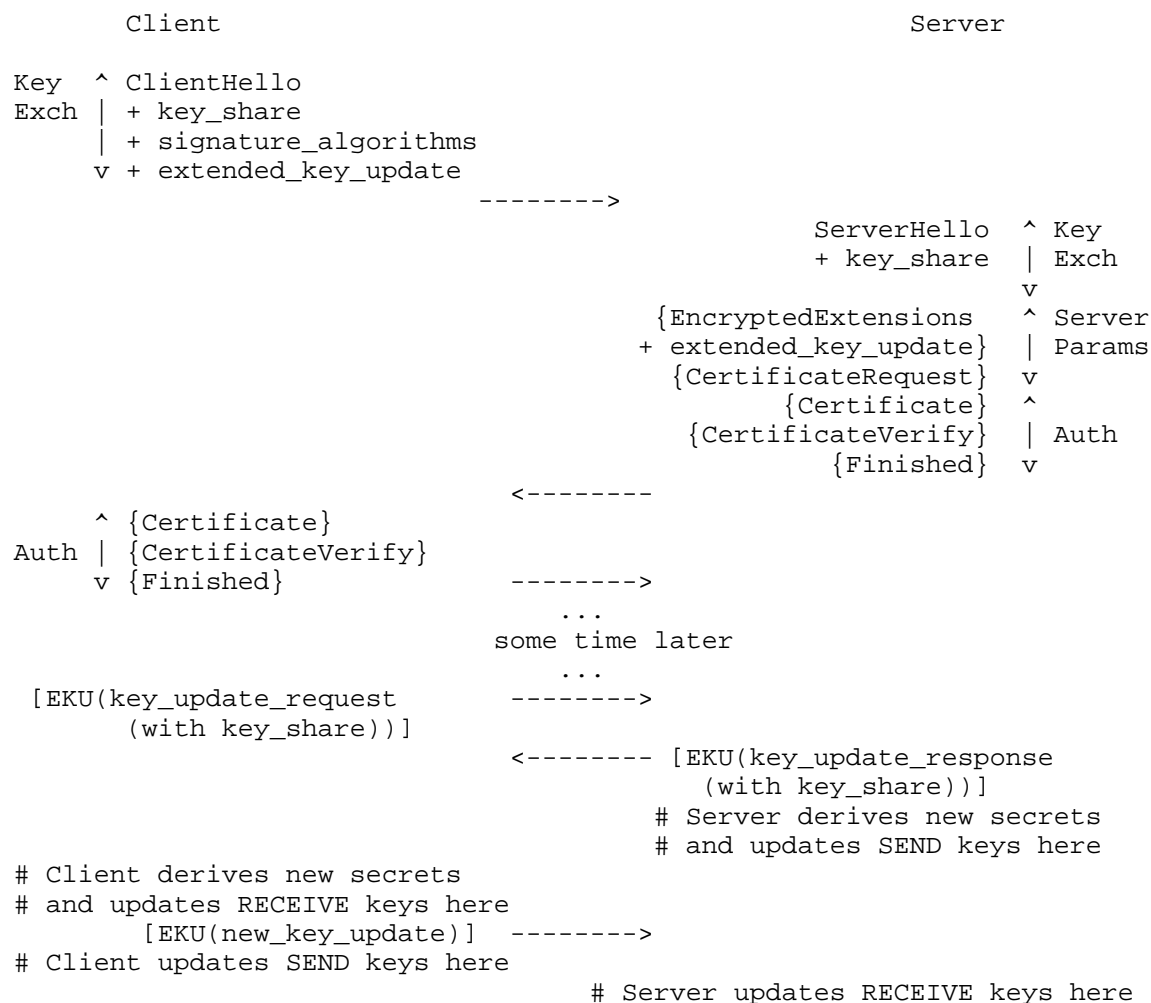 Client                                           Server

Key  ^ ClientHello
Exch | + key_share
     | + signature_algorithms
     v + extended_key_update
                             -------->
                                                  ServerHello  ^ Key
                                                  + key_share  | Exch
                                                               v
                                        {EncryptedExtensions   ^ Server
                                       + extended_key_update}  | Params
                                         {CertificateRequest}  v
                                                {Certificate}  ^
                                          {CertificateVerify}  | Auth
                                                   {Finished}  v
                               <--------
     ^ {Certificate}
Auth | {CertificateVerify}
     v {Finished}              -------->
                                  ...
                              some time later
                                  ...
 [EKU(key_update_request       -------->
       (with key_share))]
                               <-------- [EKU(key_update_response
                                           (with key_share))]
                                        # Server derives new secrets
                                        # and updates SEND keys here
# Client derives new secrets
# and updates RECEIVE keys here
        [EKU(new_key_update)]  -------->
# Client updates SEND keys here
                                    # Server updates RECEIVE keys here